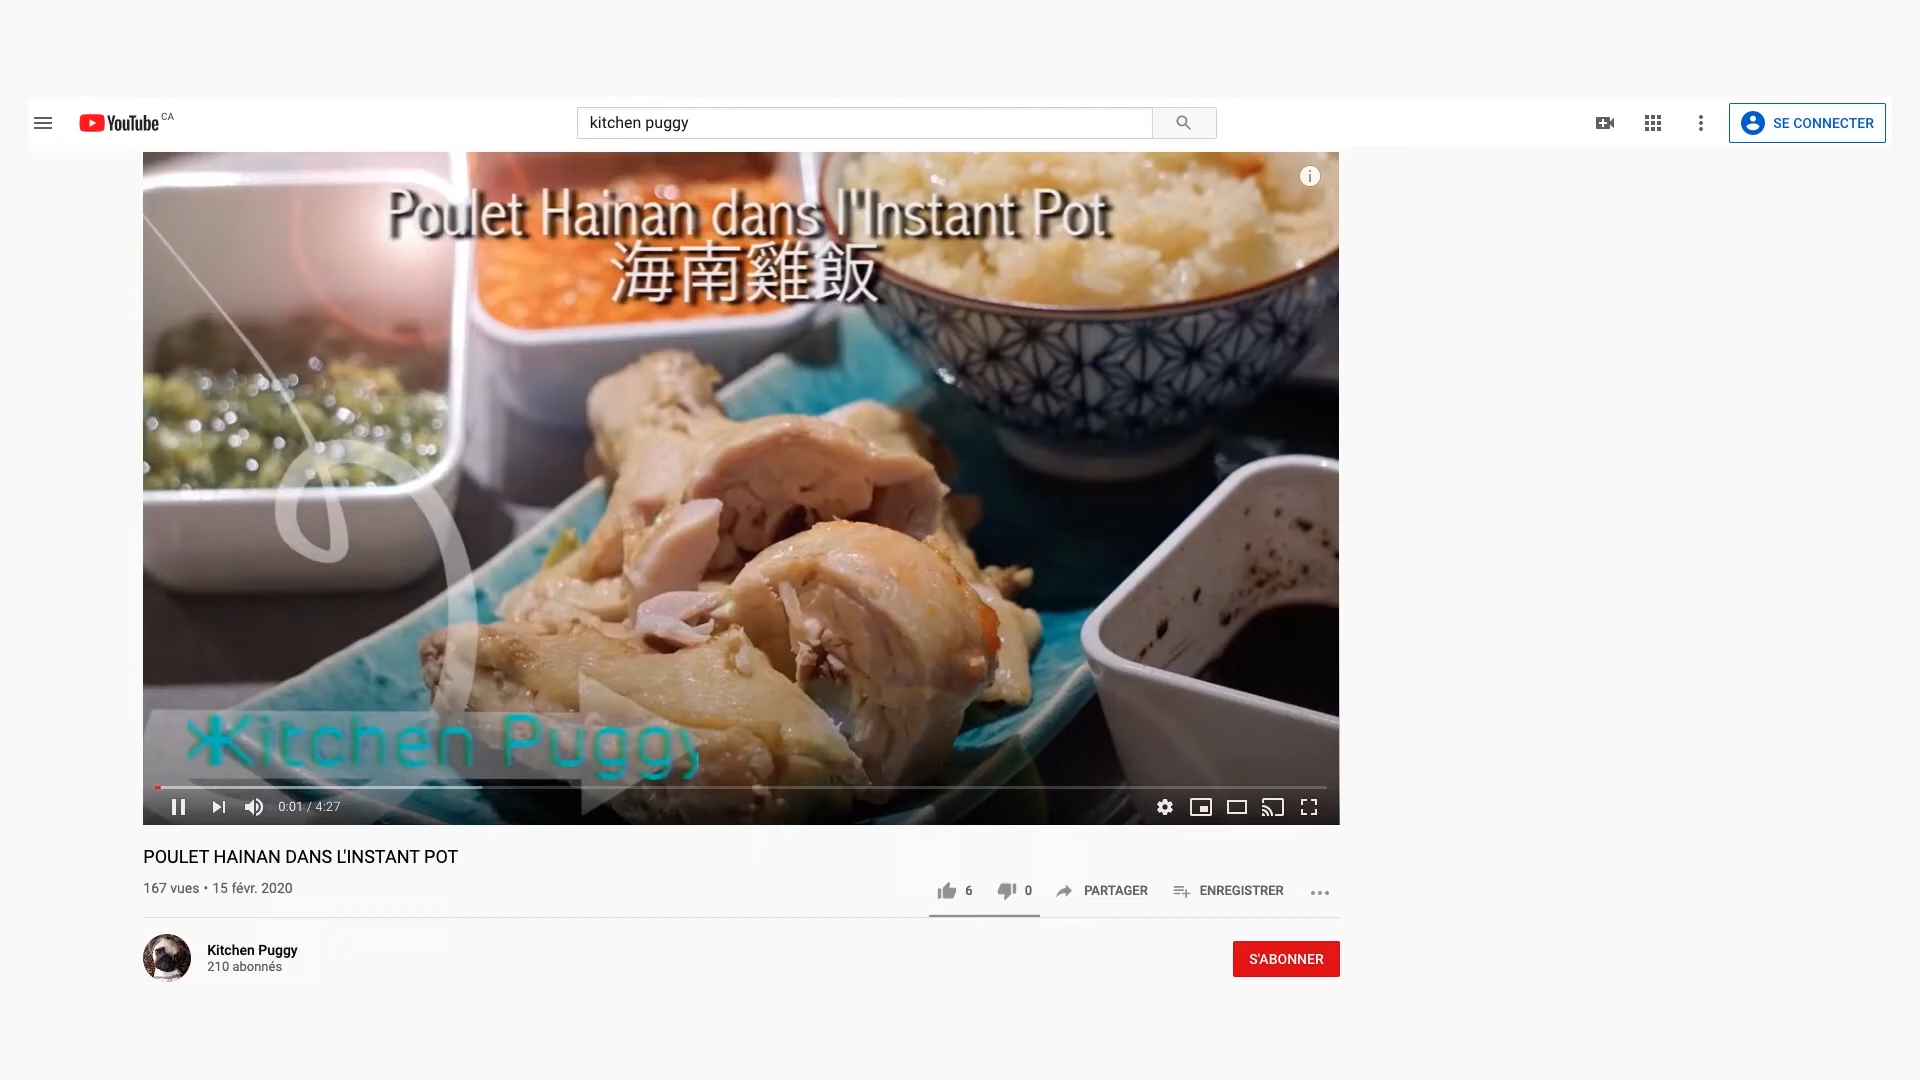 YouTube CA
kitchen puggy
SE CONNECTER
Poulet Hainan dans l"Instant Pot
海南雞飯
Kitchen Puggy
0:01 / 4:27
POULET HAINAN DANS L'INSTANT POT
167 vues • 15 févr. 2020
6
0
PARTAGER
ENREGISTRER
Kitchen Puggy
210 abonnés
S'ABONNER